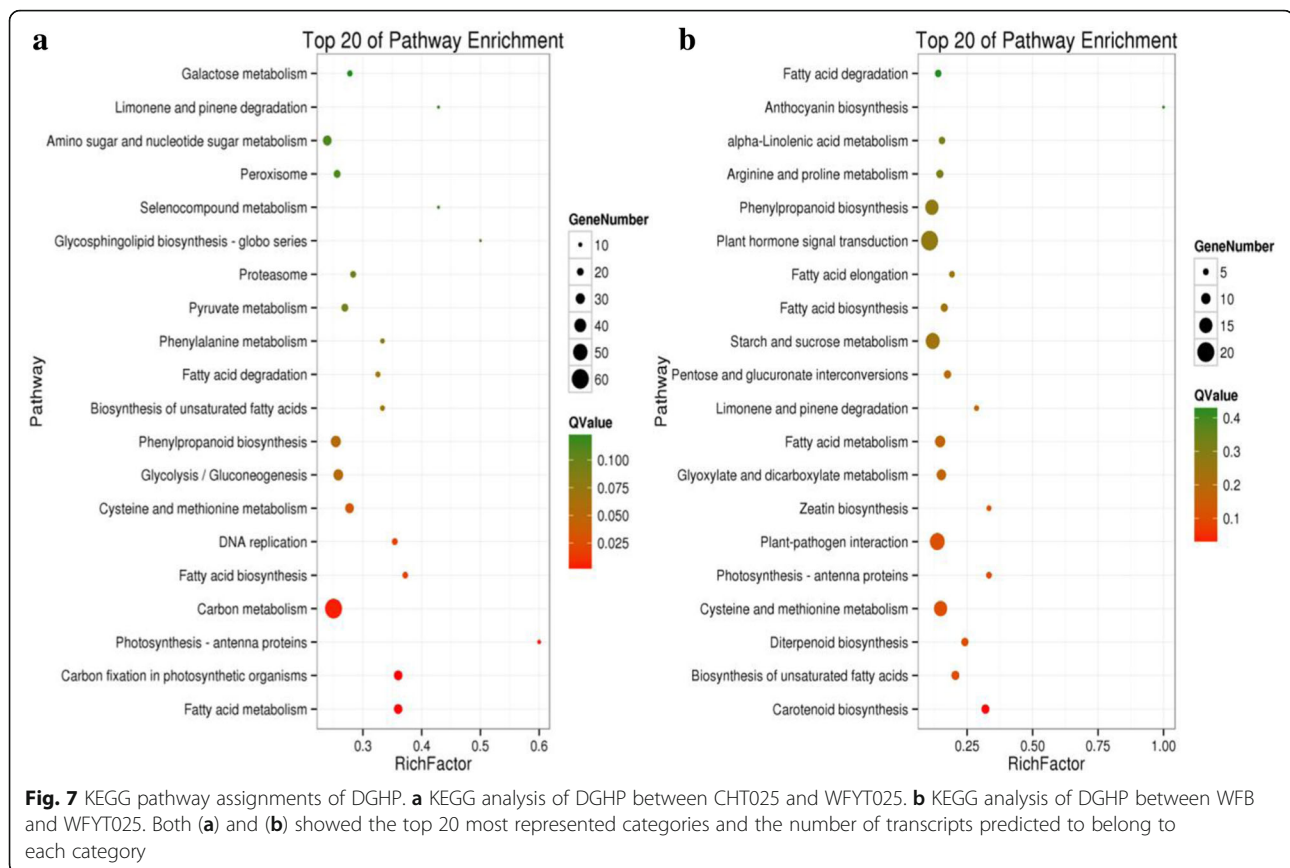 a
Top 20 of Pathway Enrichment
Galactose metabolism
Limonene and pinene degradation
Amino sugar and nucleotide sugar metabolism
Peroxisome
Selenocompound metabolism
Glycosphingolipid biosynthesis - globo series
Proteasome
Pyruvate metabolism
Phenylalanine metabolism
Fatty acid degradation
Biosynthesis of unsaturated fatty acids
Phenylpropanoid biosynthesis
Glycolysis / Gluconeogenesis
Cysteine and methionine metabolism
DNA replication
Fatty acid biosynthesis
Carbon metabolism
Photosynthesis - antenna proteins
Carbon fixation in photosynthetic organisms
Fatty acid metabolism
Pathway
0.3 0.4 0.5 0.6
RichFactor
GeneNumber
10
20
30
40
50
60
QValue
0.100
0.075
0.050
0.025
b
Top 20 of Pathway Enrichment
Fatty acid degradation
Anthocyanin biosynthesis
alpha-Linolenic acid metabolism
Arginine and proline metabolism
Phenylpropanoid biosynthesis
Plant hormone signal transduction
Fatty acid elongation
Fatty acid biosynthesis
Starch and sucrose metabolism
Pentose and glucuronate interconversions
Limonene and pinene degradation
Fatty acid metabolism
Glyoxylate and dicarboxylate metabolism
Zeatin biosynthesis
Plant-pathogen interaction
Photosynthesis - antenna proteins
Cysteine and methionine metabolism
Diterpenoid biosynthesis
Biosynthesis of unsaturated fatty acids
Carotenoid biosynthesis
Pathway
0.25 0.50 0.75 1.00
RichFactor
GeneNumber
5
10
15
20
QValue
0.4
0.3
0.2
0.1
Fig. 7 KEGG pathway assignments of DGHP. a KEGG analysis of DGHP between CHT025 and WFYT025. b KEGG analysis of DGHP between WFB
and WFYT025. Both (a) and (b) showed the top 20 most represented categories and the number of transcripts predicted to belong to
each category